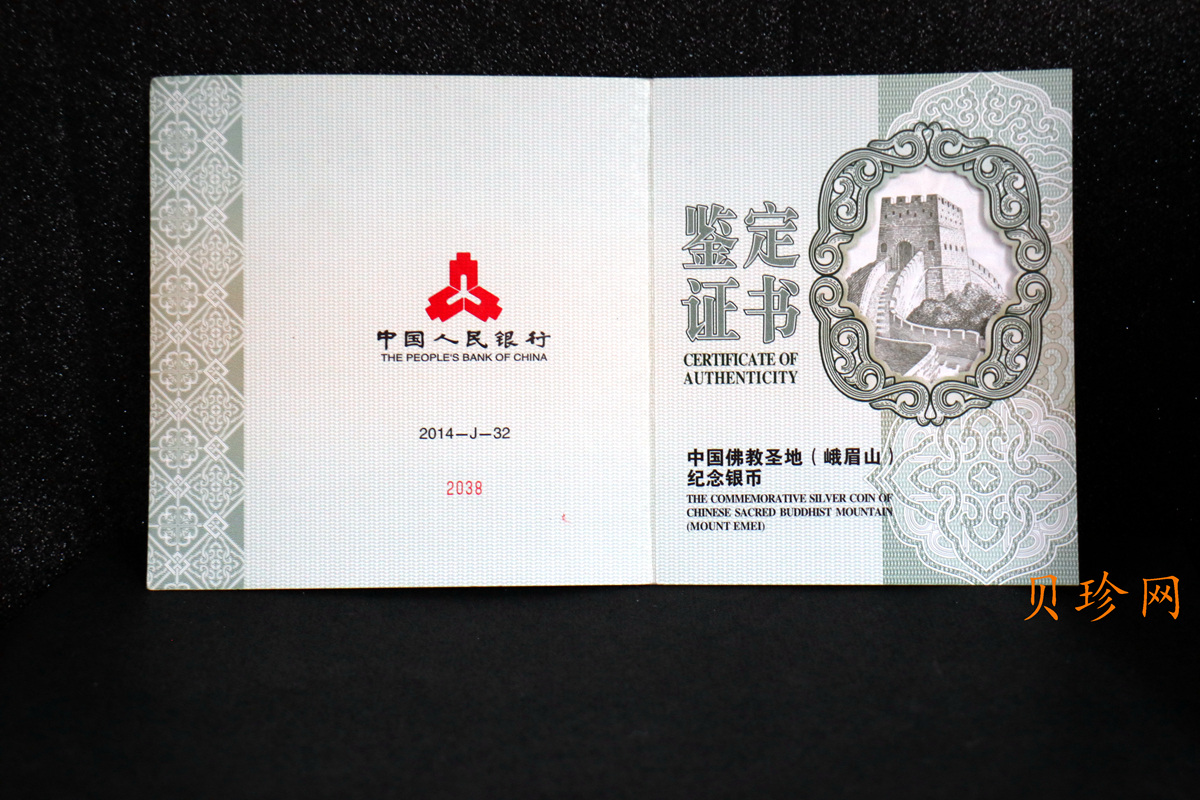 中国人民银行
THE PEOPLE'S BANK OF CHINA
2014—J—32
2038
鉴定
证书
CERTIFICATE OF
AUTHENTICITY
中国佛教圣地（峨眉山）
纪念银币
THE COMMEMORATIVE SILVER COIN OF
CHINESE SACRED BUDDHIST MOUNTAIN
(MOUNT EMEI)
贝珍网